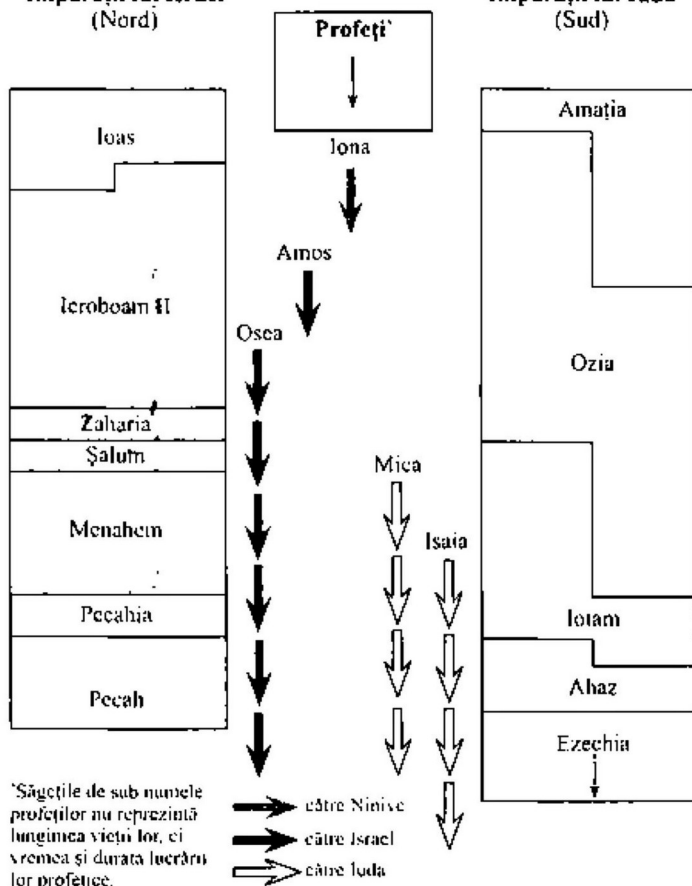 (Nord)
(Sud)
Profeți*
Ioas
Amația
Iona
Amos
Ieroboam II
Osea
Ozia
Zaharia
Șalum
Mica
Menahem
Isaia
Pecahia
Iotam
Pecah
Ahaz
Ezechia
*Săgețile de sub numele
profeților nu reprezintă
lungimea vieții lor, ci
vremea și durata lucrării
lor profetice.
către Ninive
către Israel
către Iuda